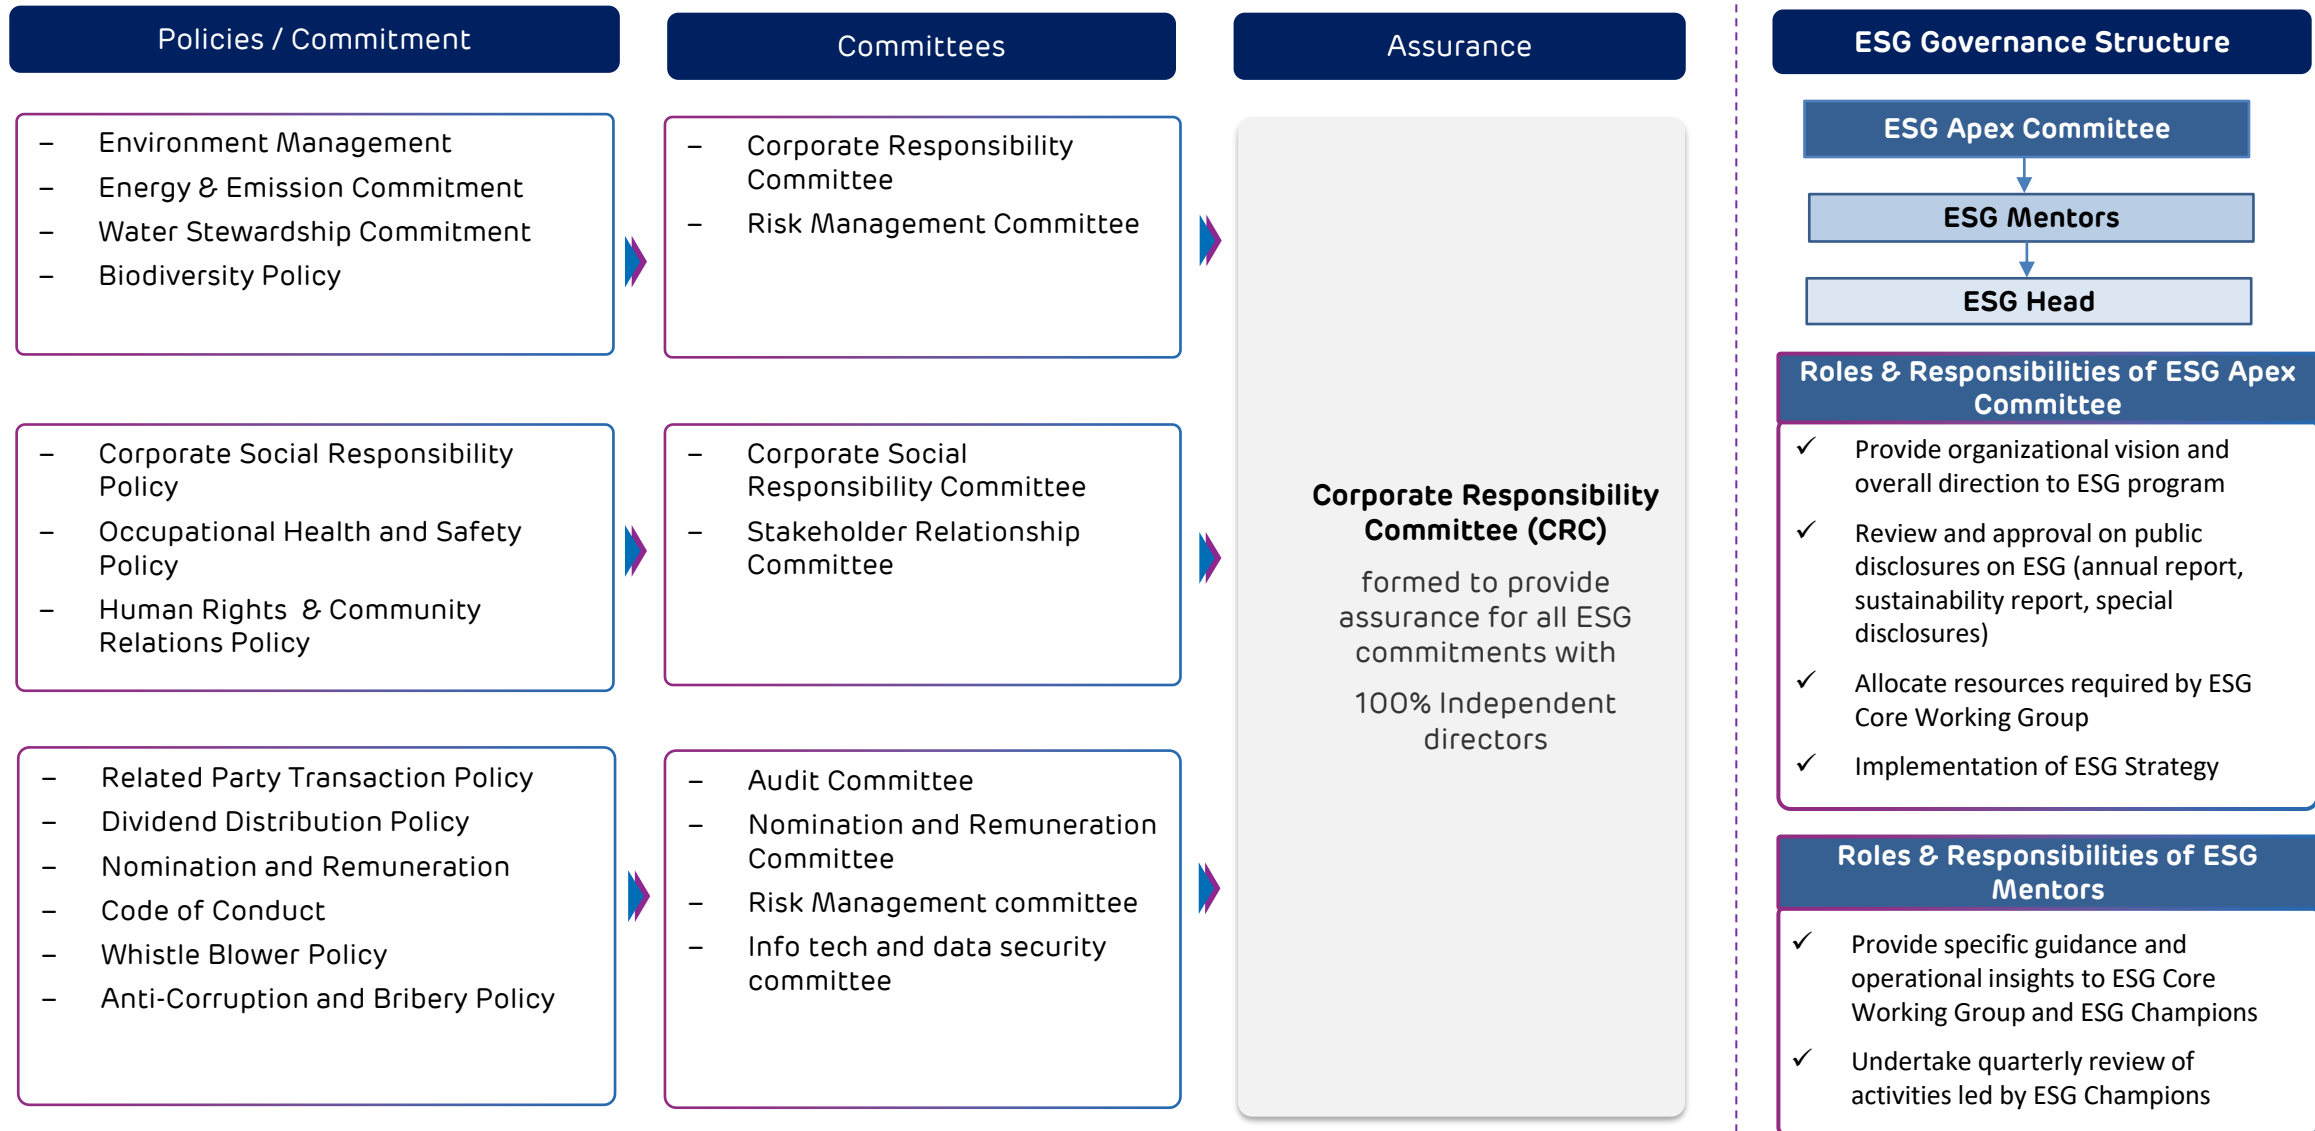 Policies / Commitment
Committees
Assurance
ESG Governance Structure
– Environment Management
– Energy & Emission Commitment
– Water Stewardship Commitment
– Biodiversity Policy
– Corporate Responsibility
Committee
– Risk Management Committee
– Corporate Social Responsibility
Policy
– Occupational Health and Safety
Policy
– Human Rights & Community
Relations Policy
– Corporate Social
Responsibility Committee
– Stakeholder Relationship
Committee
– Related Party Transaction Policy
– Dividend Distribution Policy
– Nomination and Remuneration
– Code of Conduct
– Whistle Blower Policy
– Anti-Corruption and Bribery Policy
– Audit Committee
– Nomination and Remuneration
Committee
– Risk Management committee
– Info tech and data security
committee
Corporate Responsibility
Committee (CRC)
formed to provide
assurance for all ESG
commitments with
100% Independent
directors
ESG Apex Committee
ESG Mentors
ESG Head
Roles & Responsibilities of ESG Apex
Committee
✓ Provide organizational vision and
overall direction to ESG program
✓ Review and approval on public
disclosures on ESG (annual report,
sustainability report, special
disclosures)
✓ Allocate resources required by ESG
Core Working Group
✓ Implementation of ESG Strategy
Roles & Responsibilities of ESG
Mentors
✓ Provide specific guidance and
operational insights to ESG Core
Working Group and ESG Champions
✓ Undertake quarterly review of
activities led by ESG Champions